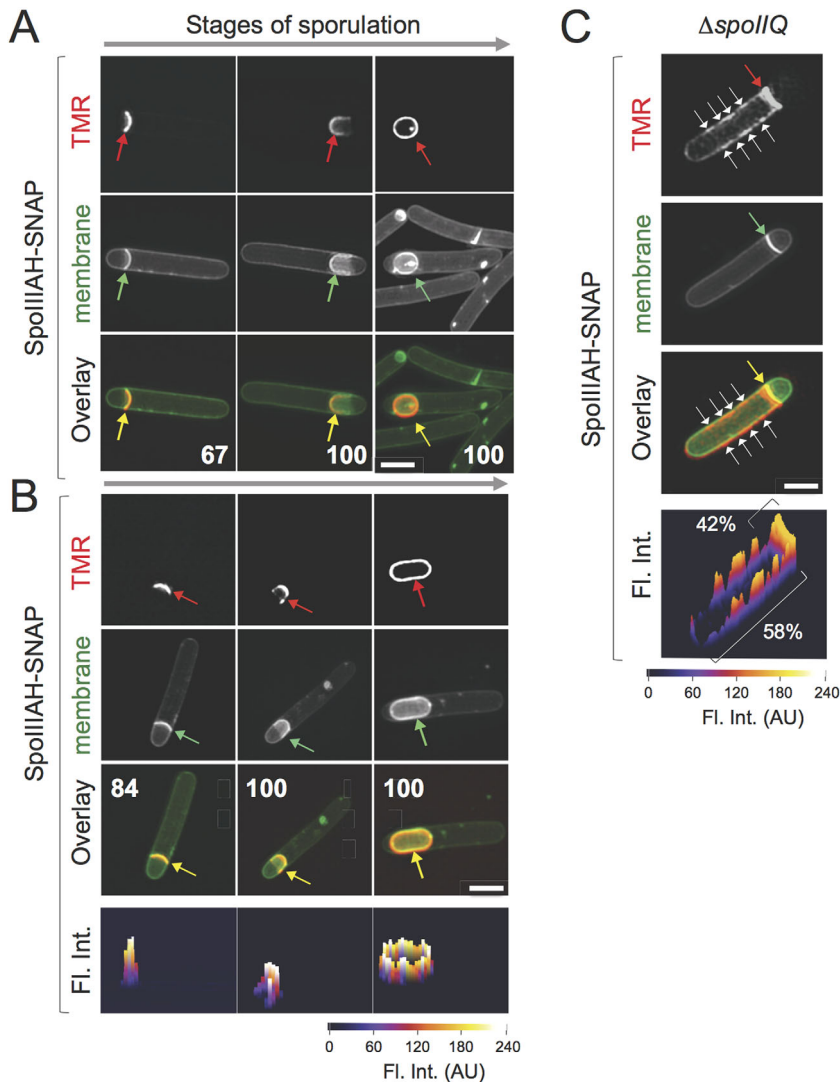 A
Stages of sporulation
SpoIIIAH-SNAP
TMR
membrane
Overlay
67
100
100
B
SpoIIIAH-SNAP
TMR
membrane
Overlay
84
100
100
Fl. Int.
0 60 120 180 240
Fl. Int. (AU)
C
ΔspoIIQ
SpoIIIAH-SNAP
TMR
membrane
Overlay
Fl. Int.
42%
58%
0 60 120 180 240
Fl. Int. (AU)